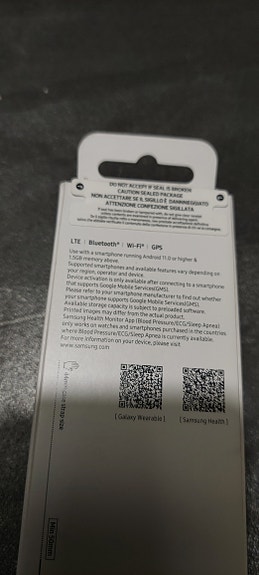 DO NOT ACCEPT IF SEAL IS BROKEN
CAUTION SEALED PACKAGE
NON ACCETTARE SE IL SIGILLO È DANNEGGIATO
ATTENZIONE CONFEZIONE SIGILLATA
LTE | Bluetooth® | Wi-Fi® | GPS
Use with a smartphone running Android 11.0 or higher &
1.5GB memory above.
Supported smartphones and available features may vary depending on
your region, operator and device.
Device activation is only available after connecting to a smartphone
that supports Google Mobile Services(GMS).
Please refer to your smartphone manufacturer to find out whether
your smartphone supports Google Mobile Services(GMS).
Available storage capacity is subject to preloaded software.
Printed images may differ from the actual product.
Samsung Health Monitor App (Blood Pressure/ECG/Sleep Apnea)
only works on watches and smartphones purchased in the countries
where Blood Pressure/ECG/Sleep Apnea is currently available.
For more information on your device, please visit
www.samsung.com
[ Galaxy Wearable ]
[ Samsung Health ]